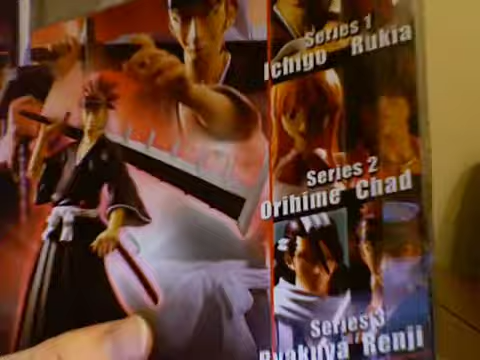 Series 1
Ichigo Rukia
Series 2
Orihime Chad
Series 3
Byakuya Renji